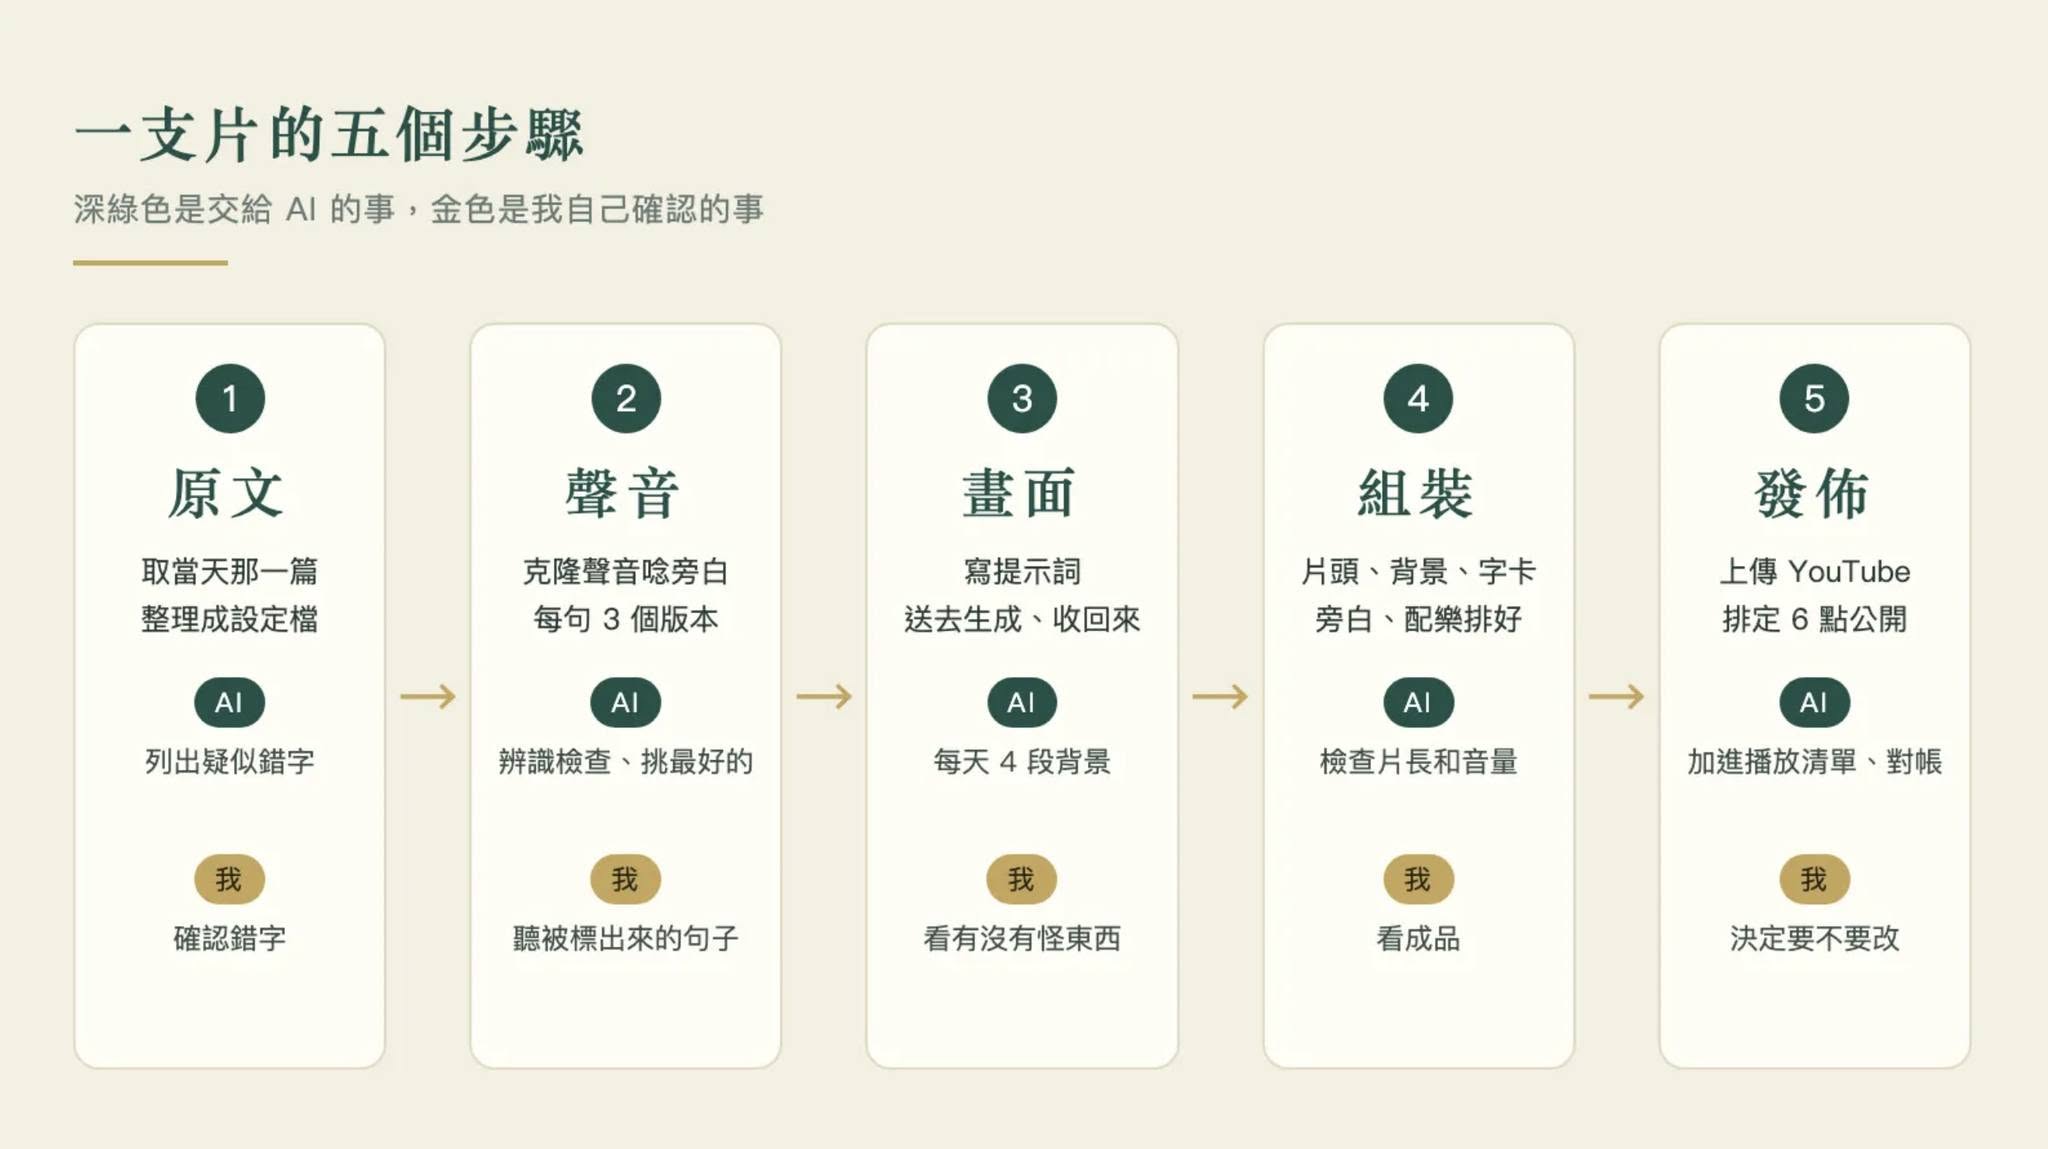 一支片的五個步驟
深綠色是交給 AI 的事，金色是我自己確認的事
1
原文
取當天那一篇
整理成設定檔
AI
列出疑似錯字
我
確認錯字
→
2
聲音
克隆聲音唸旁白
每句 3 個版本
AI
辨識檢查、挑最好的
我
聽被標出來的句子
→
3
畫面
寫提示詞
送去生成、收回來
AI
每天 4 段背景
我
看有沒有怪東西
→
4
組裝
片頭、背景、字卡
旁白、配樂排好
AI
檢查片長和音量
我
看成品
→
5
發佈
上傳 YouTube
排定 6 點公開
AI
加進播放清單、對帳
我
決定要不要改